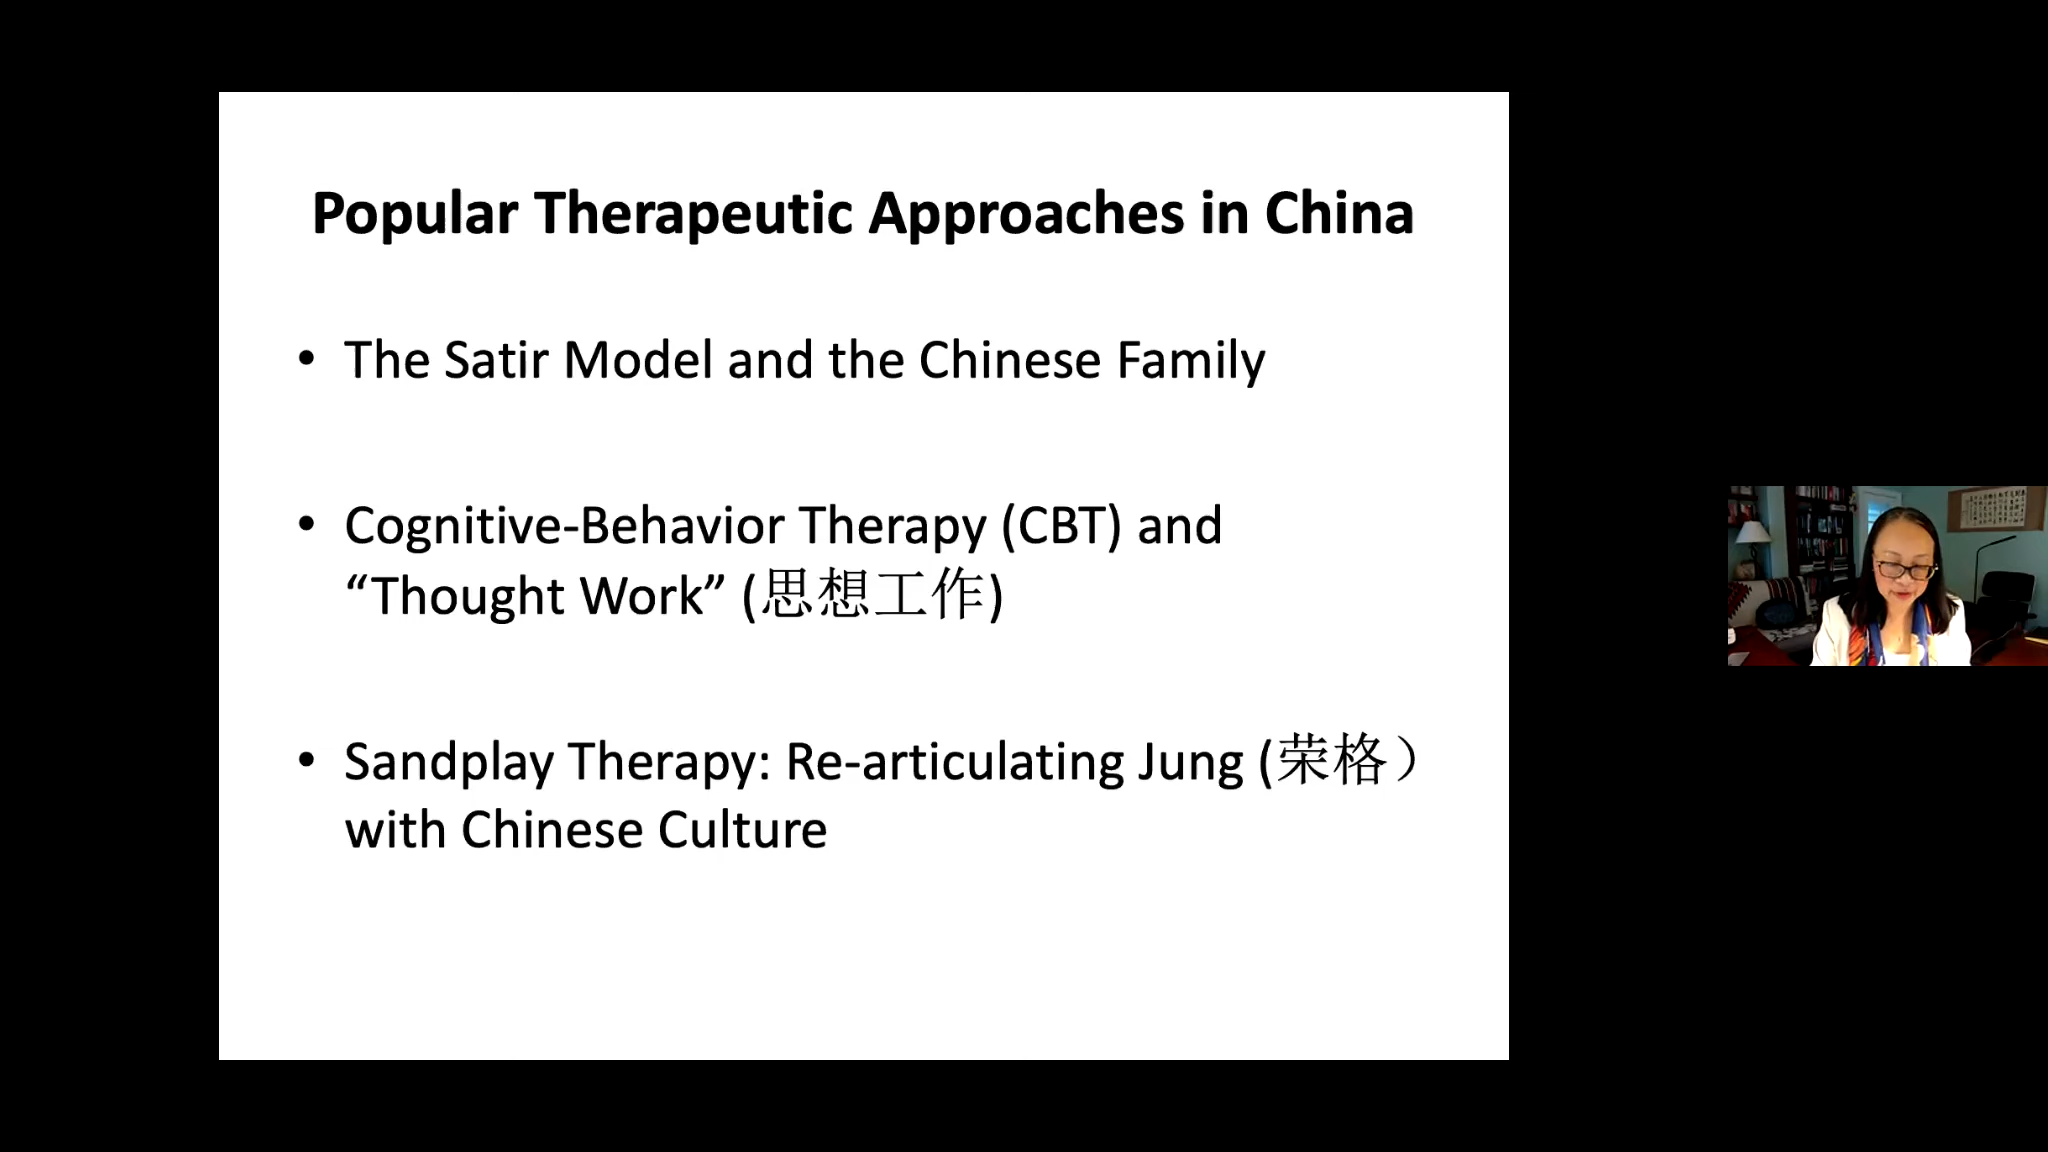 Popular Therapeutic Approaches in China
• The Satir Model and the Chinese Family
• Cognitive-Behavior Therapy (CBT) and
“Thought Work” (思想工作)
• Sandplay Therapy: Re-articulating Jung (荣格）
with Chinese Culture